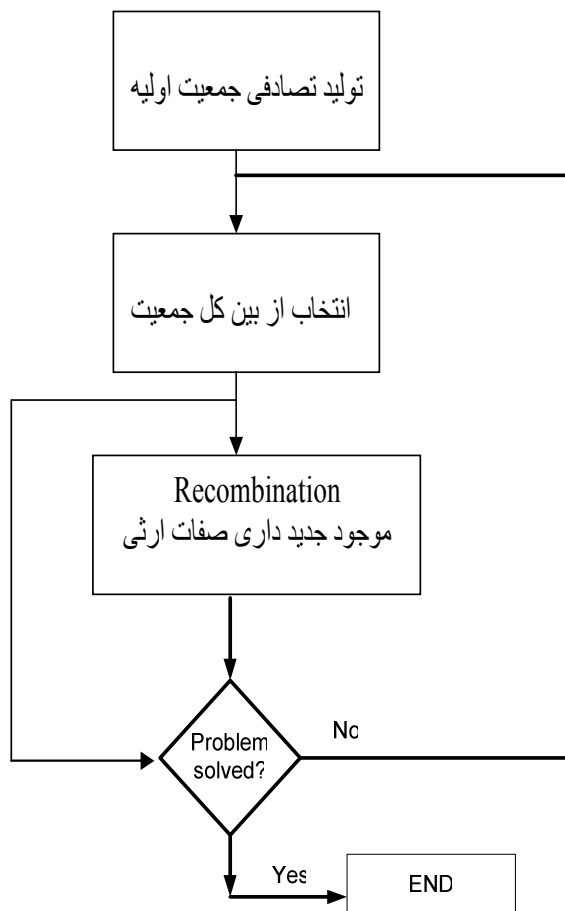 تولید تصادفی جمعیت اولیه
انتخاب از بین کل جمعیت
Recombination
موجود جدید داری صفات ارثی
Problem
solved?
No
Yes
END